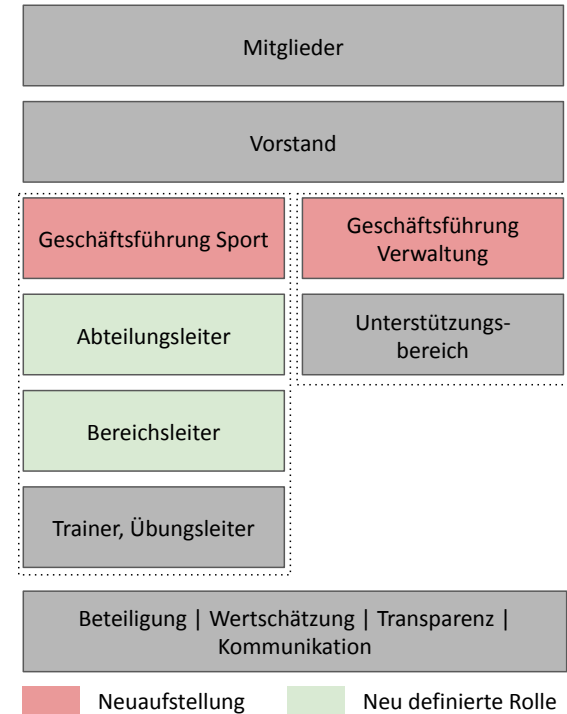 Mitglieder
Vorstand
Geschäftsführung Sport
Geschäftsführung
Verwaltung
Abteilungsleiter
Unterstützungs-
bereich
Bereichsleiter
Trainer, Übungsleiter
Beteiligung | Wertschätzung | Transparenz |
Kommunikation
Neuaufstellung
Neu definierte Rolle